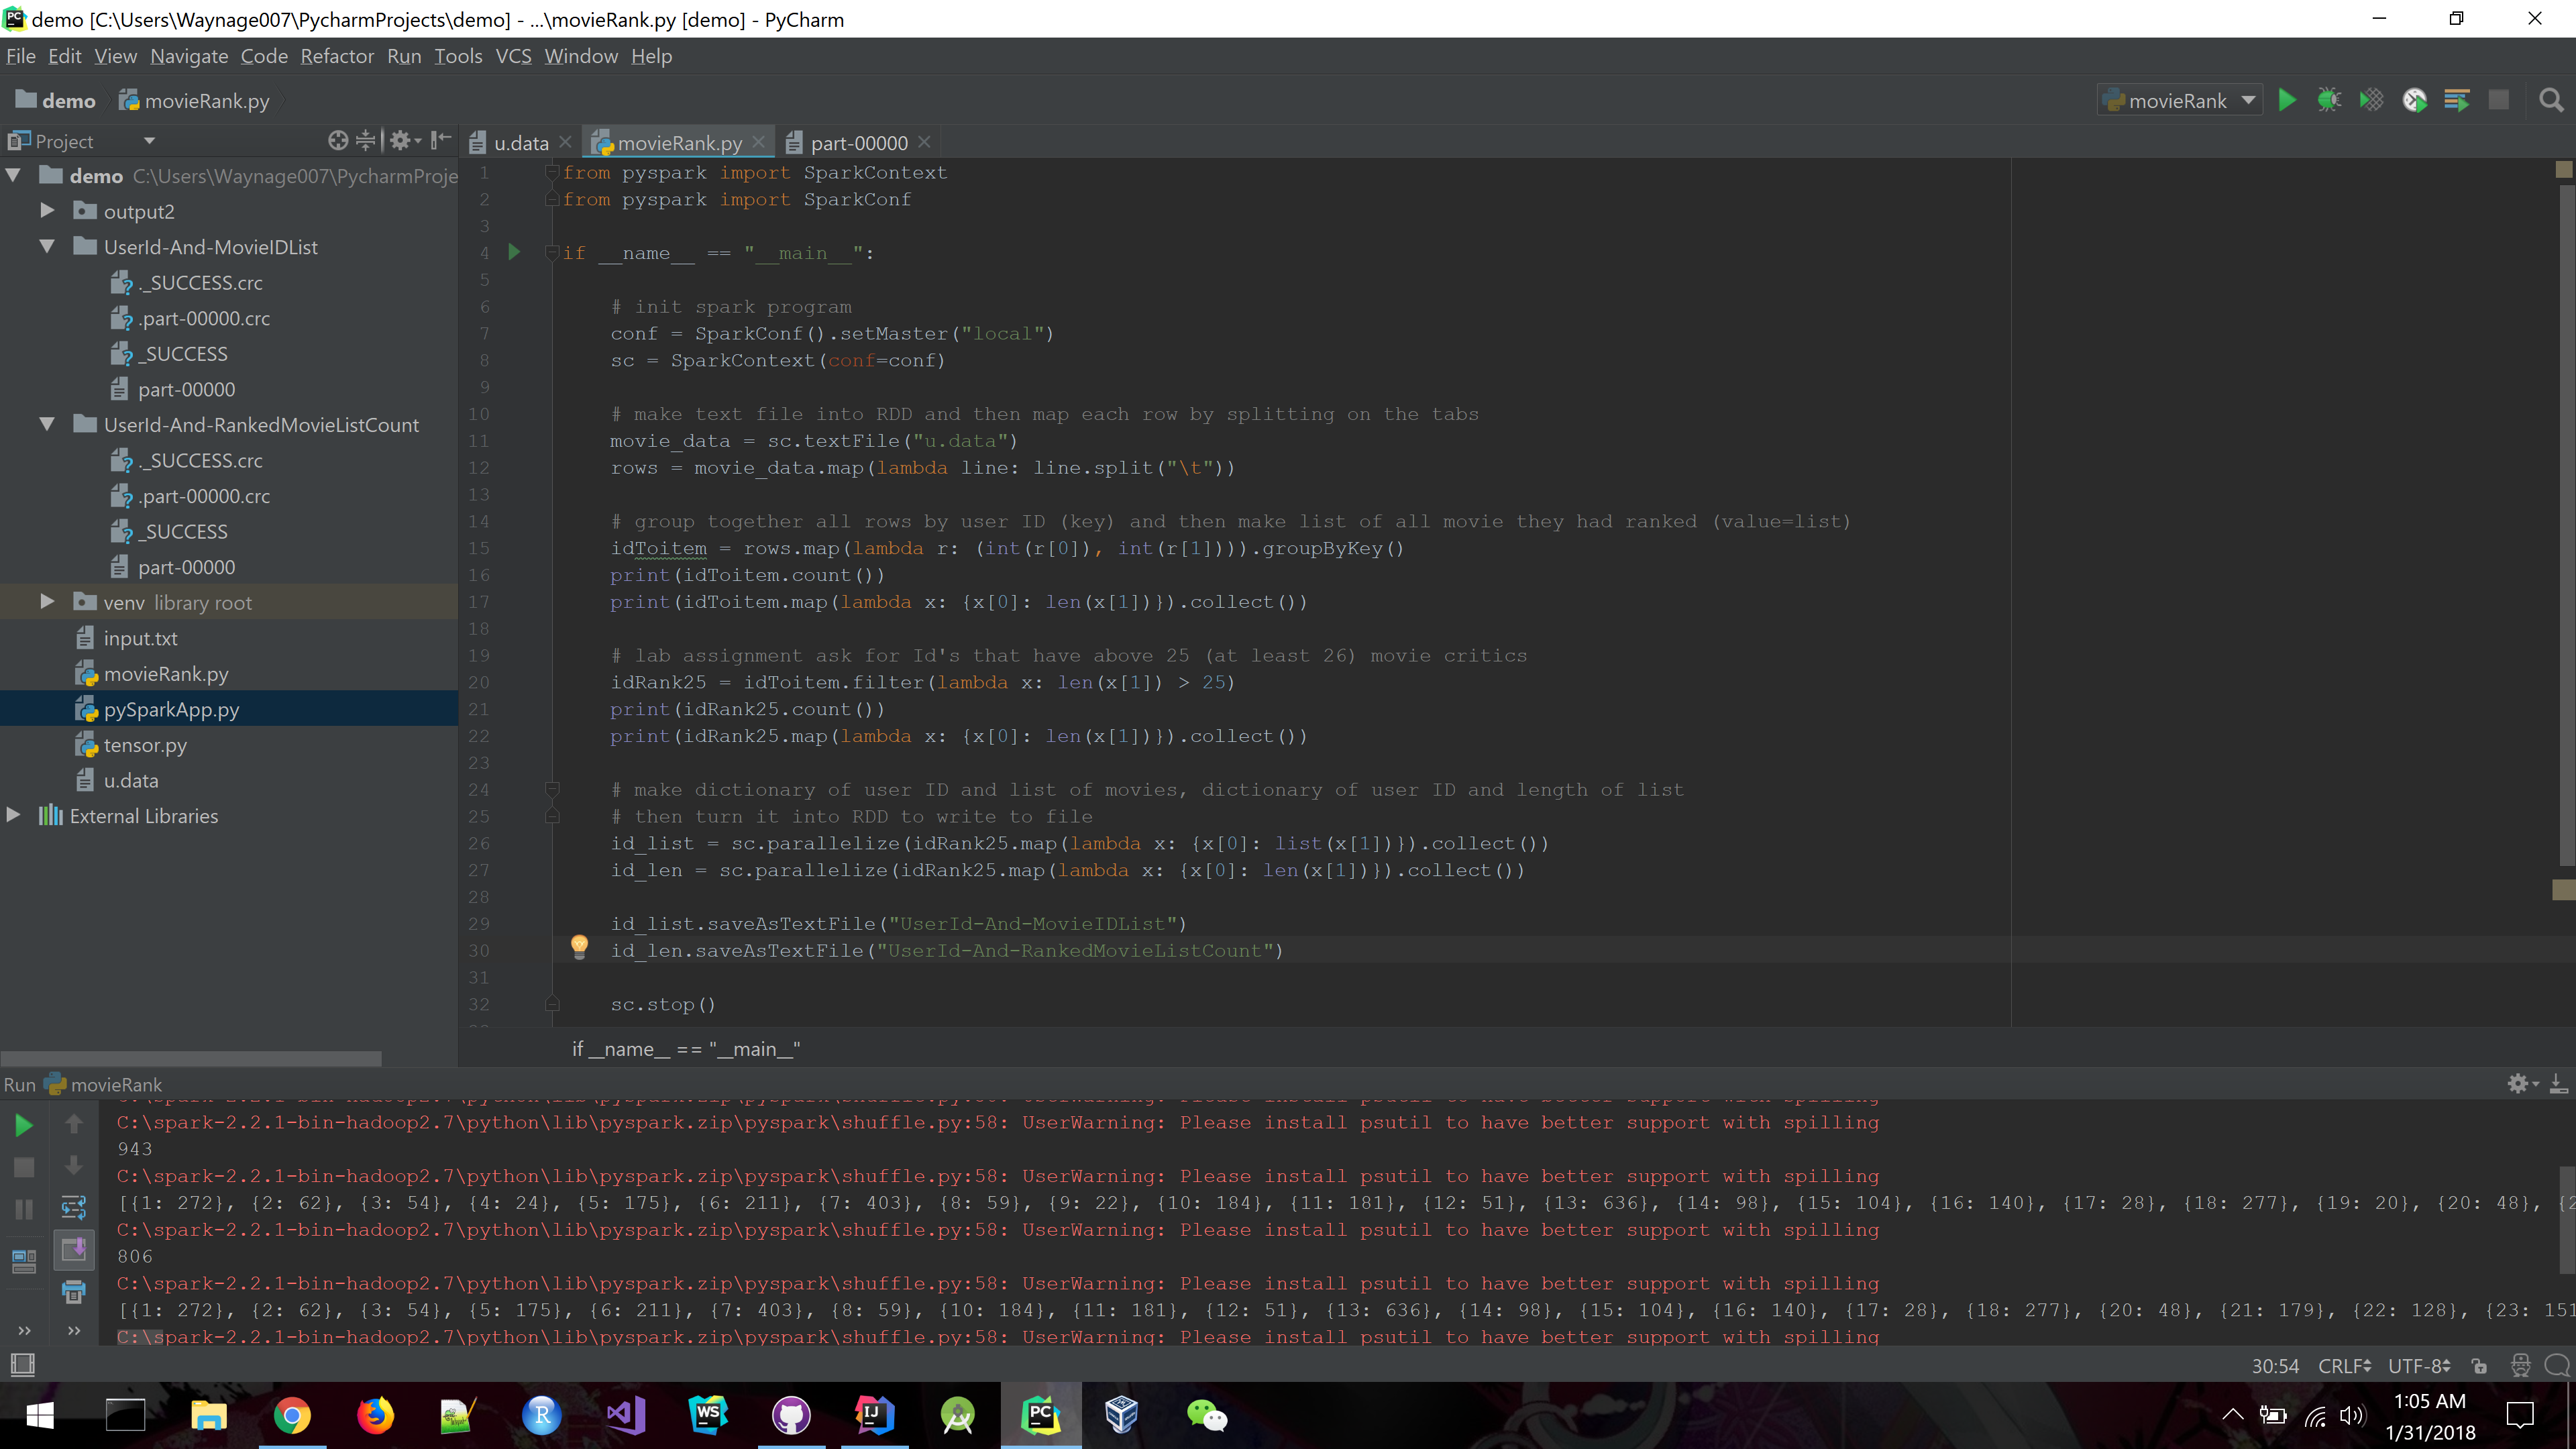 demo [C:\Users\Waynage007\PycharmProjects\demo] - ...\movieRank.py [demo] - PyCharm
File Edit View Navigate Code Refactor Run Tools VCS Window Help
demo movieRank.py
movieRank
Project
u.data movieRank.py part-00000
demo C:\Users\Waynage007\PycharmProje
output2
UserId-And-MovieIDList
._SUCCESS.crc
.part-00000.crc
_SUCCESS
part-00000
UserId-And-RankedMovieListCount
._SUCCESS.crc
.part-00000.crc
_SUCCESS
part-00000
venv library root
input.txt
movieRank.py
pySparkApp.py
tensor.py
u.data
External Libraries
1 from pyspark import SparkContext
2 from pyspark import SparkConf
3
4 if __name__ == "__main__":
5
6 # init spark program
7 conf = SparkConf().setMaster("local")
8 sc = SparkContext(conf=conf)
9
10 # make text file into RDD and then map each row by splitting on the tabs
11 movie_data = sc.textFile("u.data")
12 rows = movie_data.map(lambda line: line.split("\t"))
13
14 # group together all rows by user ID (key) and then make list of all movie they had ranked (value=list)
15 idToitem = rows.map(lambda r: (int(r[0]), int(r[1]))).groupByKey()
16 print(idToitem.count())
17 print(idToitem.map(lambda x: {x[0]: len(x[1])}).collect())
18
19 # lab assignment ask for Id's that have above 25 (at least 26) movie critics
20 idRank25 = idToitem.filter(lambda x: len(x[1]) > 25)
21 print(idRank25.count())
22 print(idRank25.map(lambda x: {x[0]: len(x[1])}).collect())
23
24 # make dictionary of user ID and list of movies, dictionary of user ID and length of list
25 # then turn it into RDD to write to file
26 id_list = sc.parallelize(idRank25.map(lambda x: {x[0]: list(x[1])}).collect())
27 id_len = sc.parallelize(idRank25.map(lambda x: {x[0]: len(x[1])}).collect())
28
29 id_list.saveAsTextFile("UserId-And-MovieIDList")
30 id_len.saveAsTextFile("UserId-And-RankedMovieListCount")
31
32 sc.stop()
if __name__ == "__main__"
Run movieRank
C:\spark-2.2.1-bin-hadoop2.7\python\lib\pyspark.zip\pyspark\shuffle.py:58: UserWarning: Please install psutil to have better support with spilling
943
C:\spark-2.2.1-bin-hadoop2.7\python\lib\pyspark.zip\pyspark\shuffle.py:58: UserWarning: Please install psutil to have better support with spilling
[{1: 272}, {2: 62}, {3: 54}, {4: 24}, {5: 175}, {6: 211}, {7: 403}, {8: 59}, {9: 22}, {10: 184}, {11: 181}, {12: 51}, {13: 636}, {14: 98}, {15: 104}, {16: 140}, {17: 28}, {18: 277}, {19: 20}, {20: 48}, {2
C:\spark-2.2.1-bin-hadoop2.7\python\lib\pyspark.zip\pyspark\shuffle.py:58: UserWarning: Please install psutil to have better support with spilling
806
C:\spark-2.2.1-bin-hadoop2.7\python\lib\pyspark.zip\pyspark\shuffle.py:58: UserWarning: Please install psutil to have better support with spilling
[{1: 272}, {2: 62}, {3: 54}, {5: 175}, {6: 211}, {7: 403}, {8: 59}, {10: 184}, {11: 181}, {12: 51}, {13: 636}, {14: 98}, {15: 104}, {16: 140}, {17: 28}, {18: 277}, {20: 48}, {21: 179}, {22: 128}, {23: 151
C:\spark-2.2.1-bin-hadoop2.7\python\lib\pyspark.zip\pyspark\shuffle.py:58: UserWarning: Please install psutil to have better support with spilling
30:54 CRLF UTF-8
1:05 AM
1/31/2018